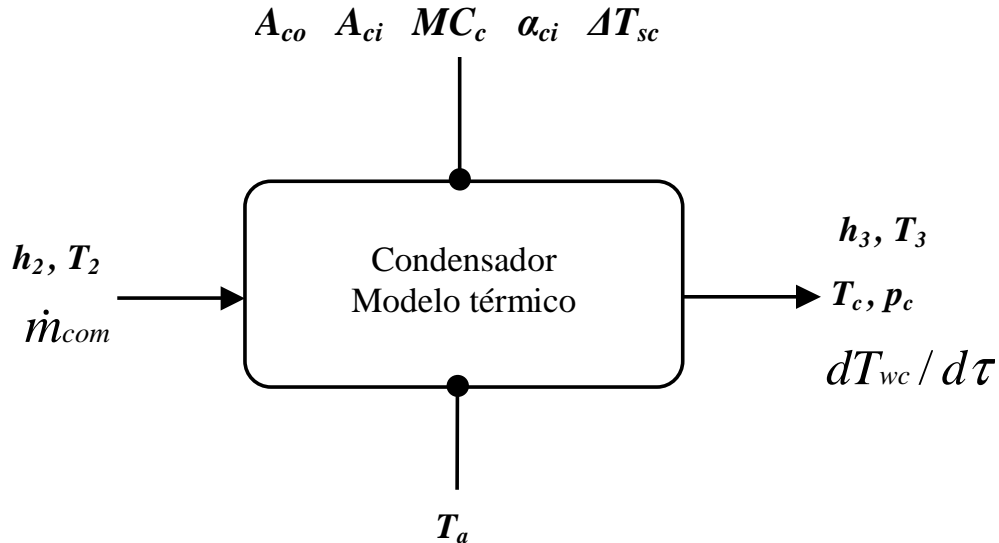 A_co A_ci MC_c α_ci ΔT_sc
h_2, T_2
ṁ_com
Condensador
Modelo térmico
h_3, T_3
T_c, p_c
dT_wc / dτ
T_a